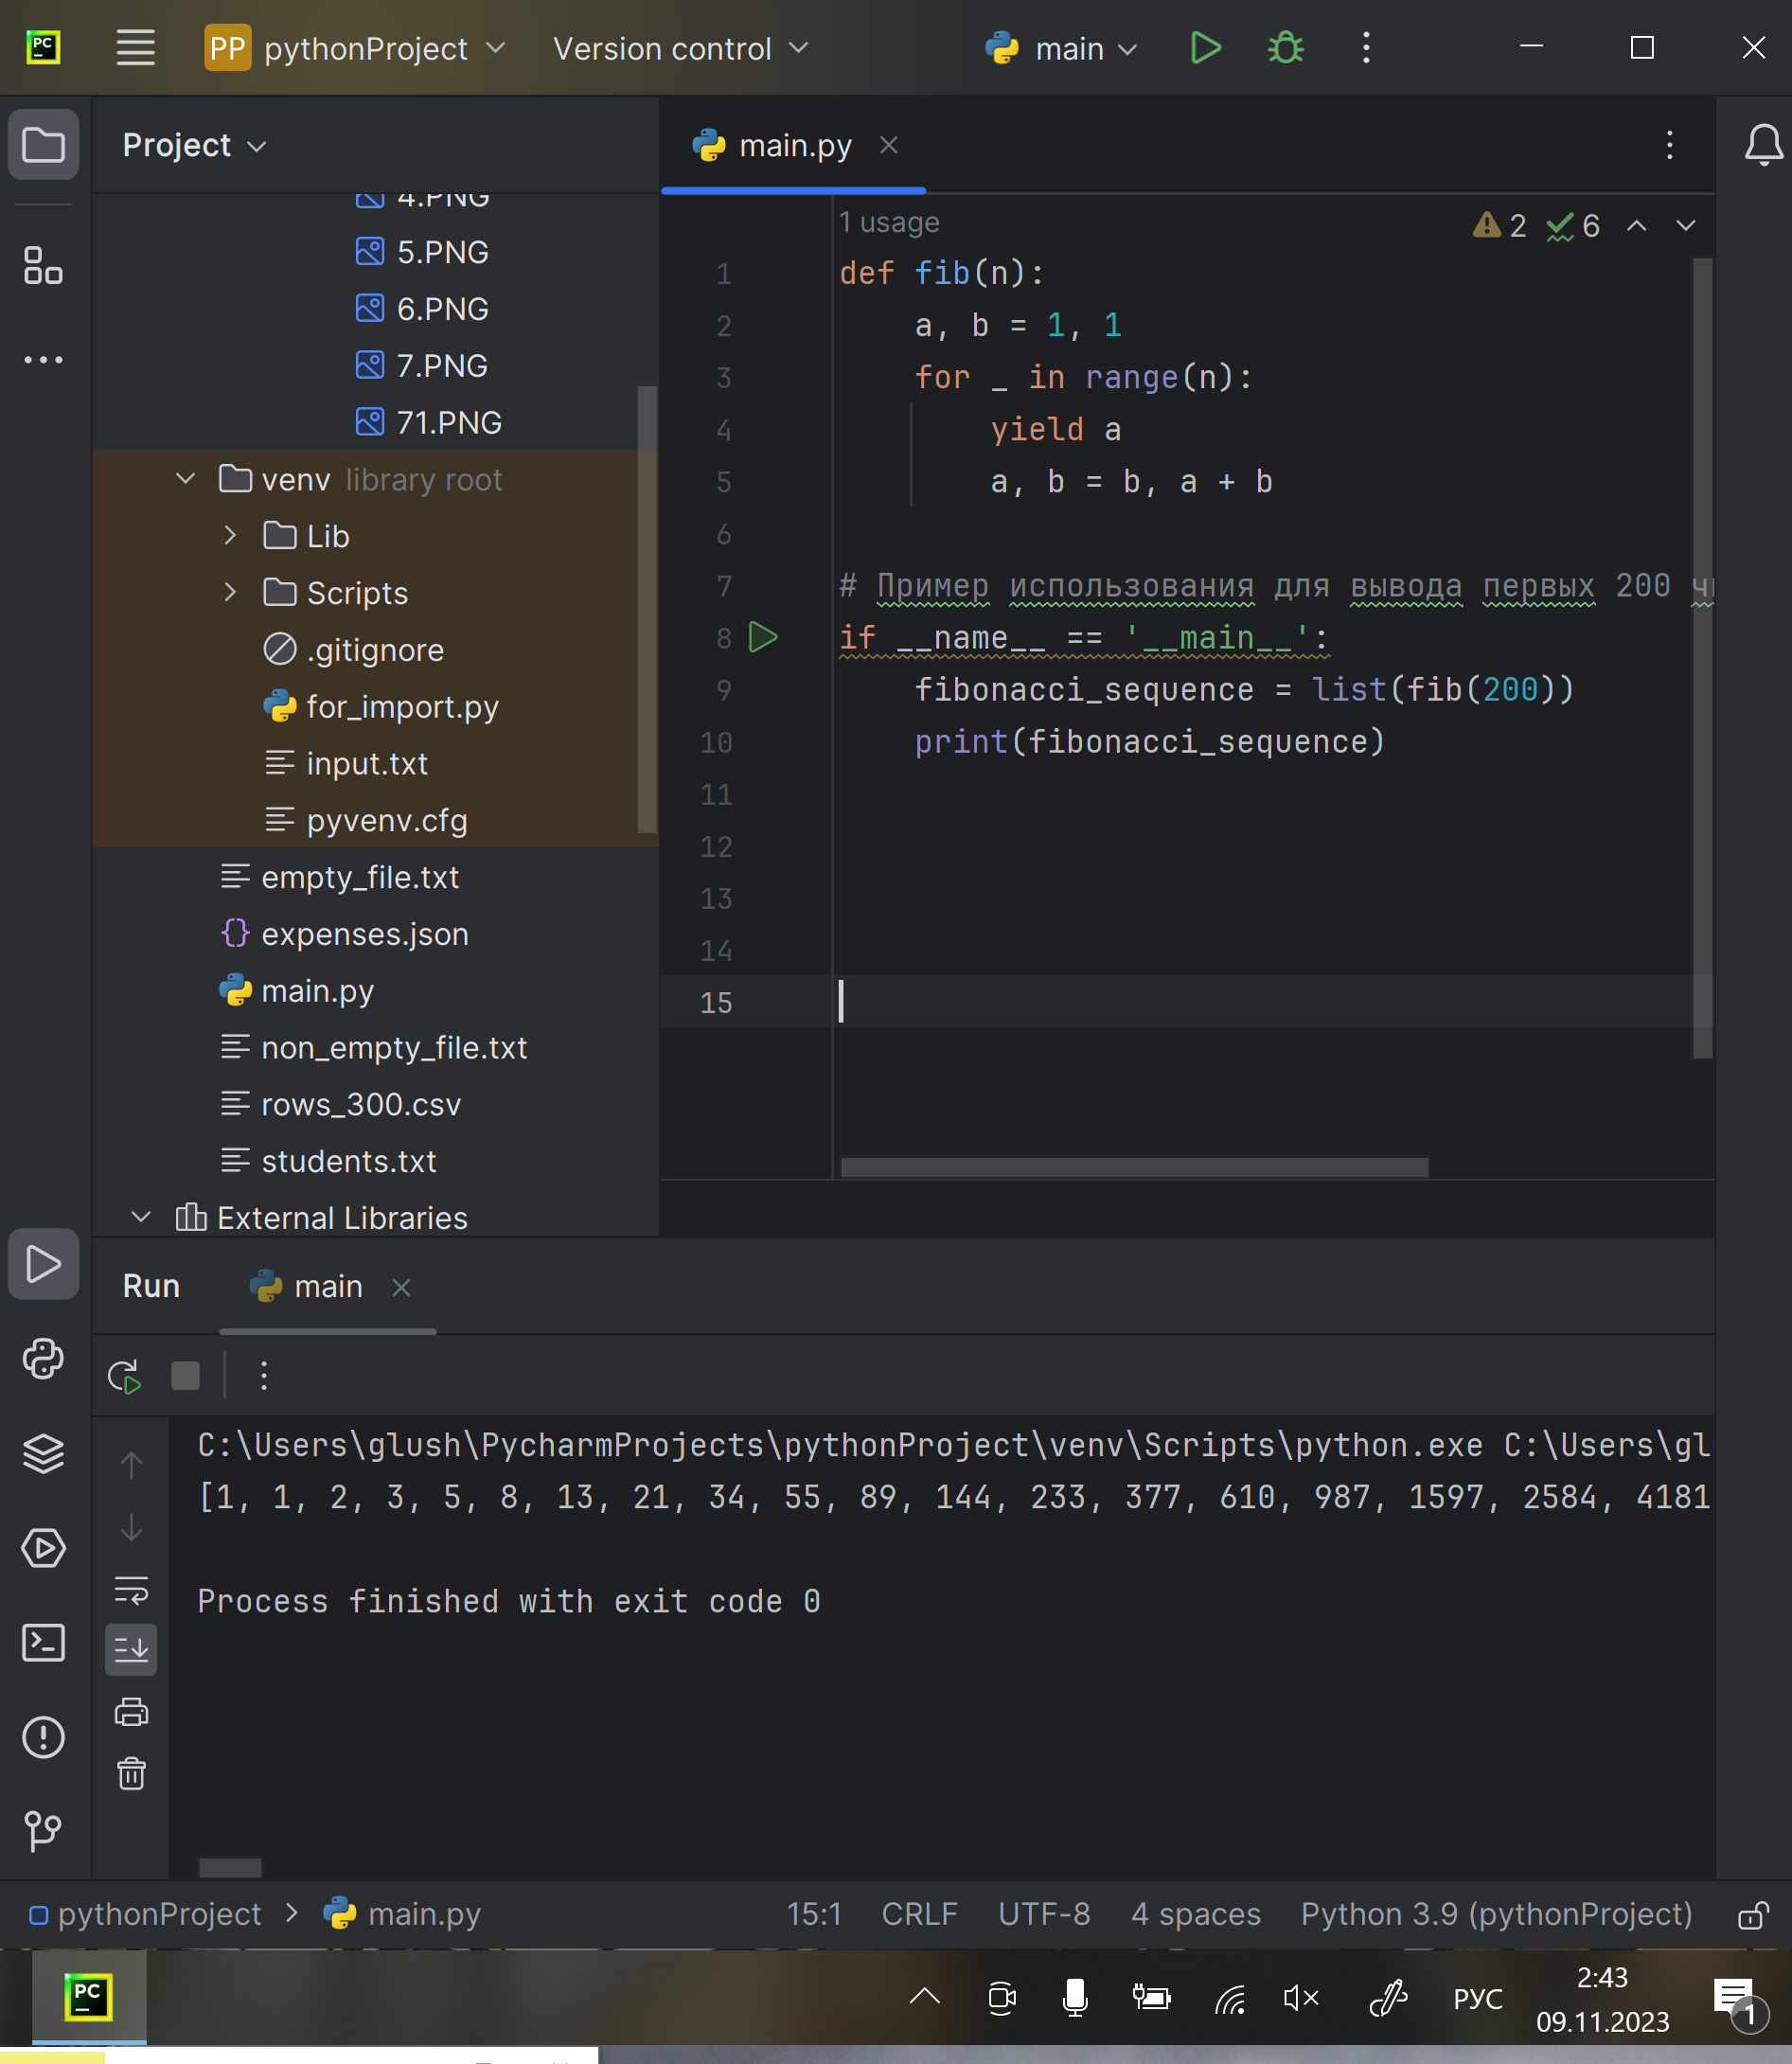 PC
PP pythonProject
Version control
main
Project
4.PNG
5.PNG
6.PNG
7.PNG
71.PNG
venv library root
Lib
Scripts
.gitignore
for_import.py
input.txt
pyvenv.cfg
empty_file.txt
expenses.json
main.py
non_empty_file.txt
rows_300.csv
students.txt
External Libraries
main.py
1 usage
2 6
1 def fib(n):
2 a, b = 1, 1
3 for _ in range(n):
4 yield a
5 a, b = b, a + b
6
7 # Пример использования для вывода первых 200
8 if __name__ == '__main__':
9 fibonacci_sequence = list(fib(200))
10 print(fibonacci_sequence)
11
12
13
14
15
Run main
C:\Users\glush\PycharmProjects\pythonProject\venv\Scripts\python.exe C:\Users\gl
[1, 1, 2, 3, 5, 8, 13, 21, 34, 55, 89, 144, 233, 377, 610, 987, 1597, 2584, 4181
Process finished with exit code 0
pythonProject > main.py
15:1 CRLF UTF-8 4 spaces Python 3.9 (pythonProject)
PC
РУС
2:43
09.11.2023
1